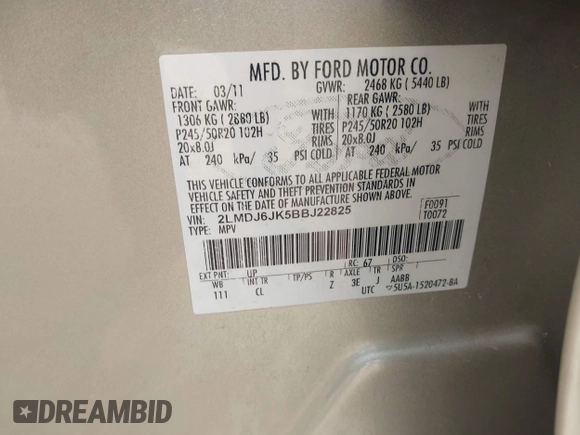 MFD. BY FORD MOTOR CO.
DATE: 03/11 GVWR: 2468 KG ( 5440 LB)
FRONT GAWR: REAR GAWR:
1306 KG ( 2880 LB) 1170 KG ( 2580 LB)
P245/50R20 102H TIRES P245/50R20 102H WITH TIRES
20x8.0J RIMS 20x8.0J RIMS
AT 240 kPa/ 35 PSI COLD AT 240 kPa/ 35 PSI COLD
THIS VEHICLE CONFORMS TO ALL APPLICABLE FEDERAL MOTOR
VEHICLE SAFETY AND THEFT PREVENTION STANDARDS IN
EFFECT ON THE DATE OF MANUFACTURE SHOWN ABOVE.
VIN: 2LMDJ6JK5BBJ22825 F0091
TYPE: MPV T0072
EXT PNT: UP RC: 67 DSO:
WB INT TR TP/PS R AXLE TR SPR
111 CL Z 3E J AABB
UTC 5U5A-1520472-BA
DREAMBID